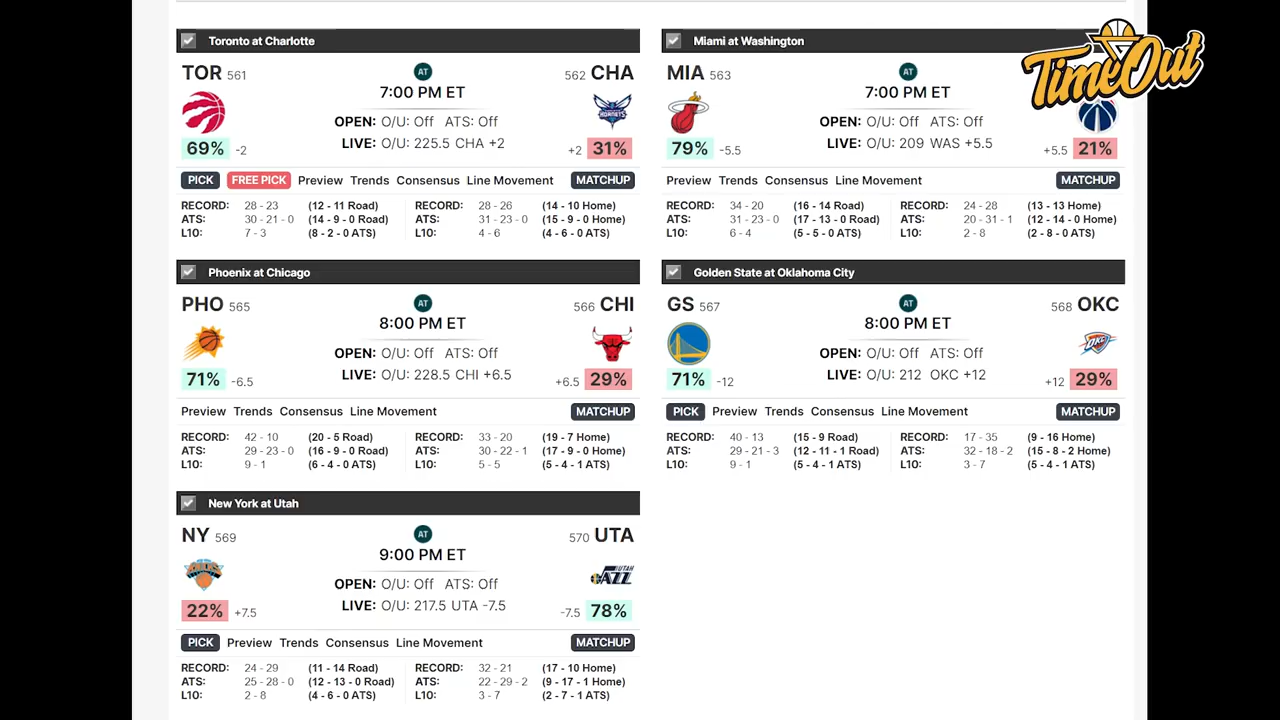 TimeOut
Toronto at Charlotte
TOR 561 AT 562 CHA
7:00 PM ET
OPEN: O/U: Off ATS: Off
HORNETS
LIVE: O/U: 225.5 CHA +2
69% -2 +2 31%
PICK FREE PICK Preview Trends Consensus Line Movement MATCHUP
RECORD: 28 - 23 (12 - 11 Road) RECORD: 28 - 26 (14 - 10 Home)
ATS: 30 - 21 - 0 (14 - 9 - 0 Road) ATS: 31 - 23 - 0 (15 - 9 - 0 Home)
L10: 7 - 3 (8 - 2 - 0 ATS) L10: 4 - 6 (4 - 6 - 0 ATS)
Miami at Washington
MIA 563 AT
7:00 PM ET
OPEN: O/U: Off ATS: Off
LIVE: O/U: 209 WAS +5.5
79% -5.5 +5.5 21%
Preview Trends Consensus Line Movement MATCHUP
RECORD: 34 - 20 (16 - 14 Road) RECORD: 24 - 28 (13 - 13 Home)
ATS: 31 - 23 - 0 (17 - 13 - 0 Road) ATS: 20 - 31 - 1 (12 - 14 - 0 Home)
L10: 6 - 4 (5 - 5 - 0 ATS) L10: 2 - 8 (2 - 8 - 0 ATS)
Phoenix at Chicago
PHO 565 AT 566 CHI
8:00 PM ET
OPEN: O/U: Off ATS: Off
LIVE: O/U: 228.5 CHI +6.5
71% -6.5 +6.5 29%
Preview Trends Consensus Line Movement MATCHUP
RECORD: 42 - 10 (20 - 5 Road) RECORD: 33 - 20 (19 - 7 Home)
ATS: 29 - 23 - 0 (16 - 9 - 0 Road) ATS: 30 - 22 - 1 (17 - 9 - 0 Home)
L10: 9 - 1 (6 - 4 - 0 ATS) L10: 5 - 5 (5 - 4 - 1 ATS)
Golden State at Oklahoma City
GS 567 AT 568 OKC
8:00 PM ET
OPEN: O/U: Off ATS: Off
OKC
LIVE: O/U: 212 OKC +12
71% -12 +12 29%
PICK Preview Trends Consensus Line Movement MATCHUP
RECORD: 40 - 13 (15 - 9 Road) RECORD: 17 - 35 (9 - 16 Home)
ATS: 29 - 21 - 3 (12 - 11 - 1 Road) ATS: 32 - 18 - 2 (15 - 8 - 2 Home)
L10: 9 - 1 (5 - 4 - 1 ATS) L10: 3 - 7 (5 - 4 - 1 ATS)
New York at Utah
NY 569 AT 570 UTA
9:00 PM ET
OPEN: O/U: Off ATS: Off
KNICKS
UTAH
JAZZ
LIVE: O/U: 217.5 UTA -7.5
22% +7.5 -7.5 78%
PICK Preview Trends Consensus Line Movement MATCHUP
RECORD: 24 - 29 (11 - 14 Road) RECORD: 32 - 21 (17 - 10 Home)
ATS: 25 - 28 - 0 (12 - 13 - 0 Road) ATS: 22 - 29 - 2 (9 - 17 - 1 Home)
L10: 2 - 8 (4 - 6 - 0 ATS) L10: 3 - 7 (2 - 7 - 1 ATS)